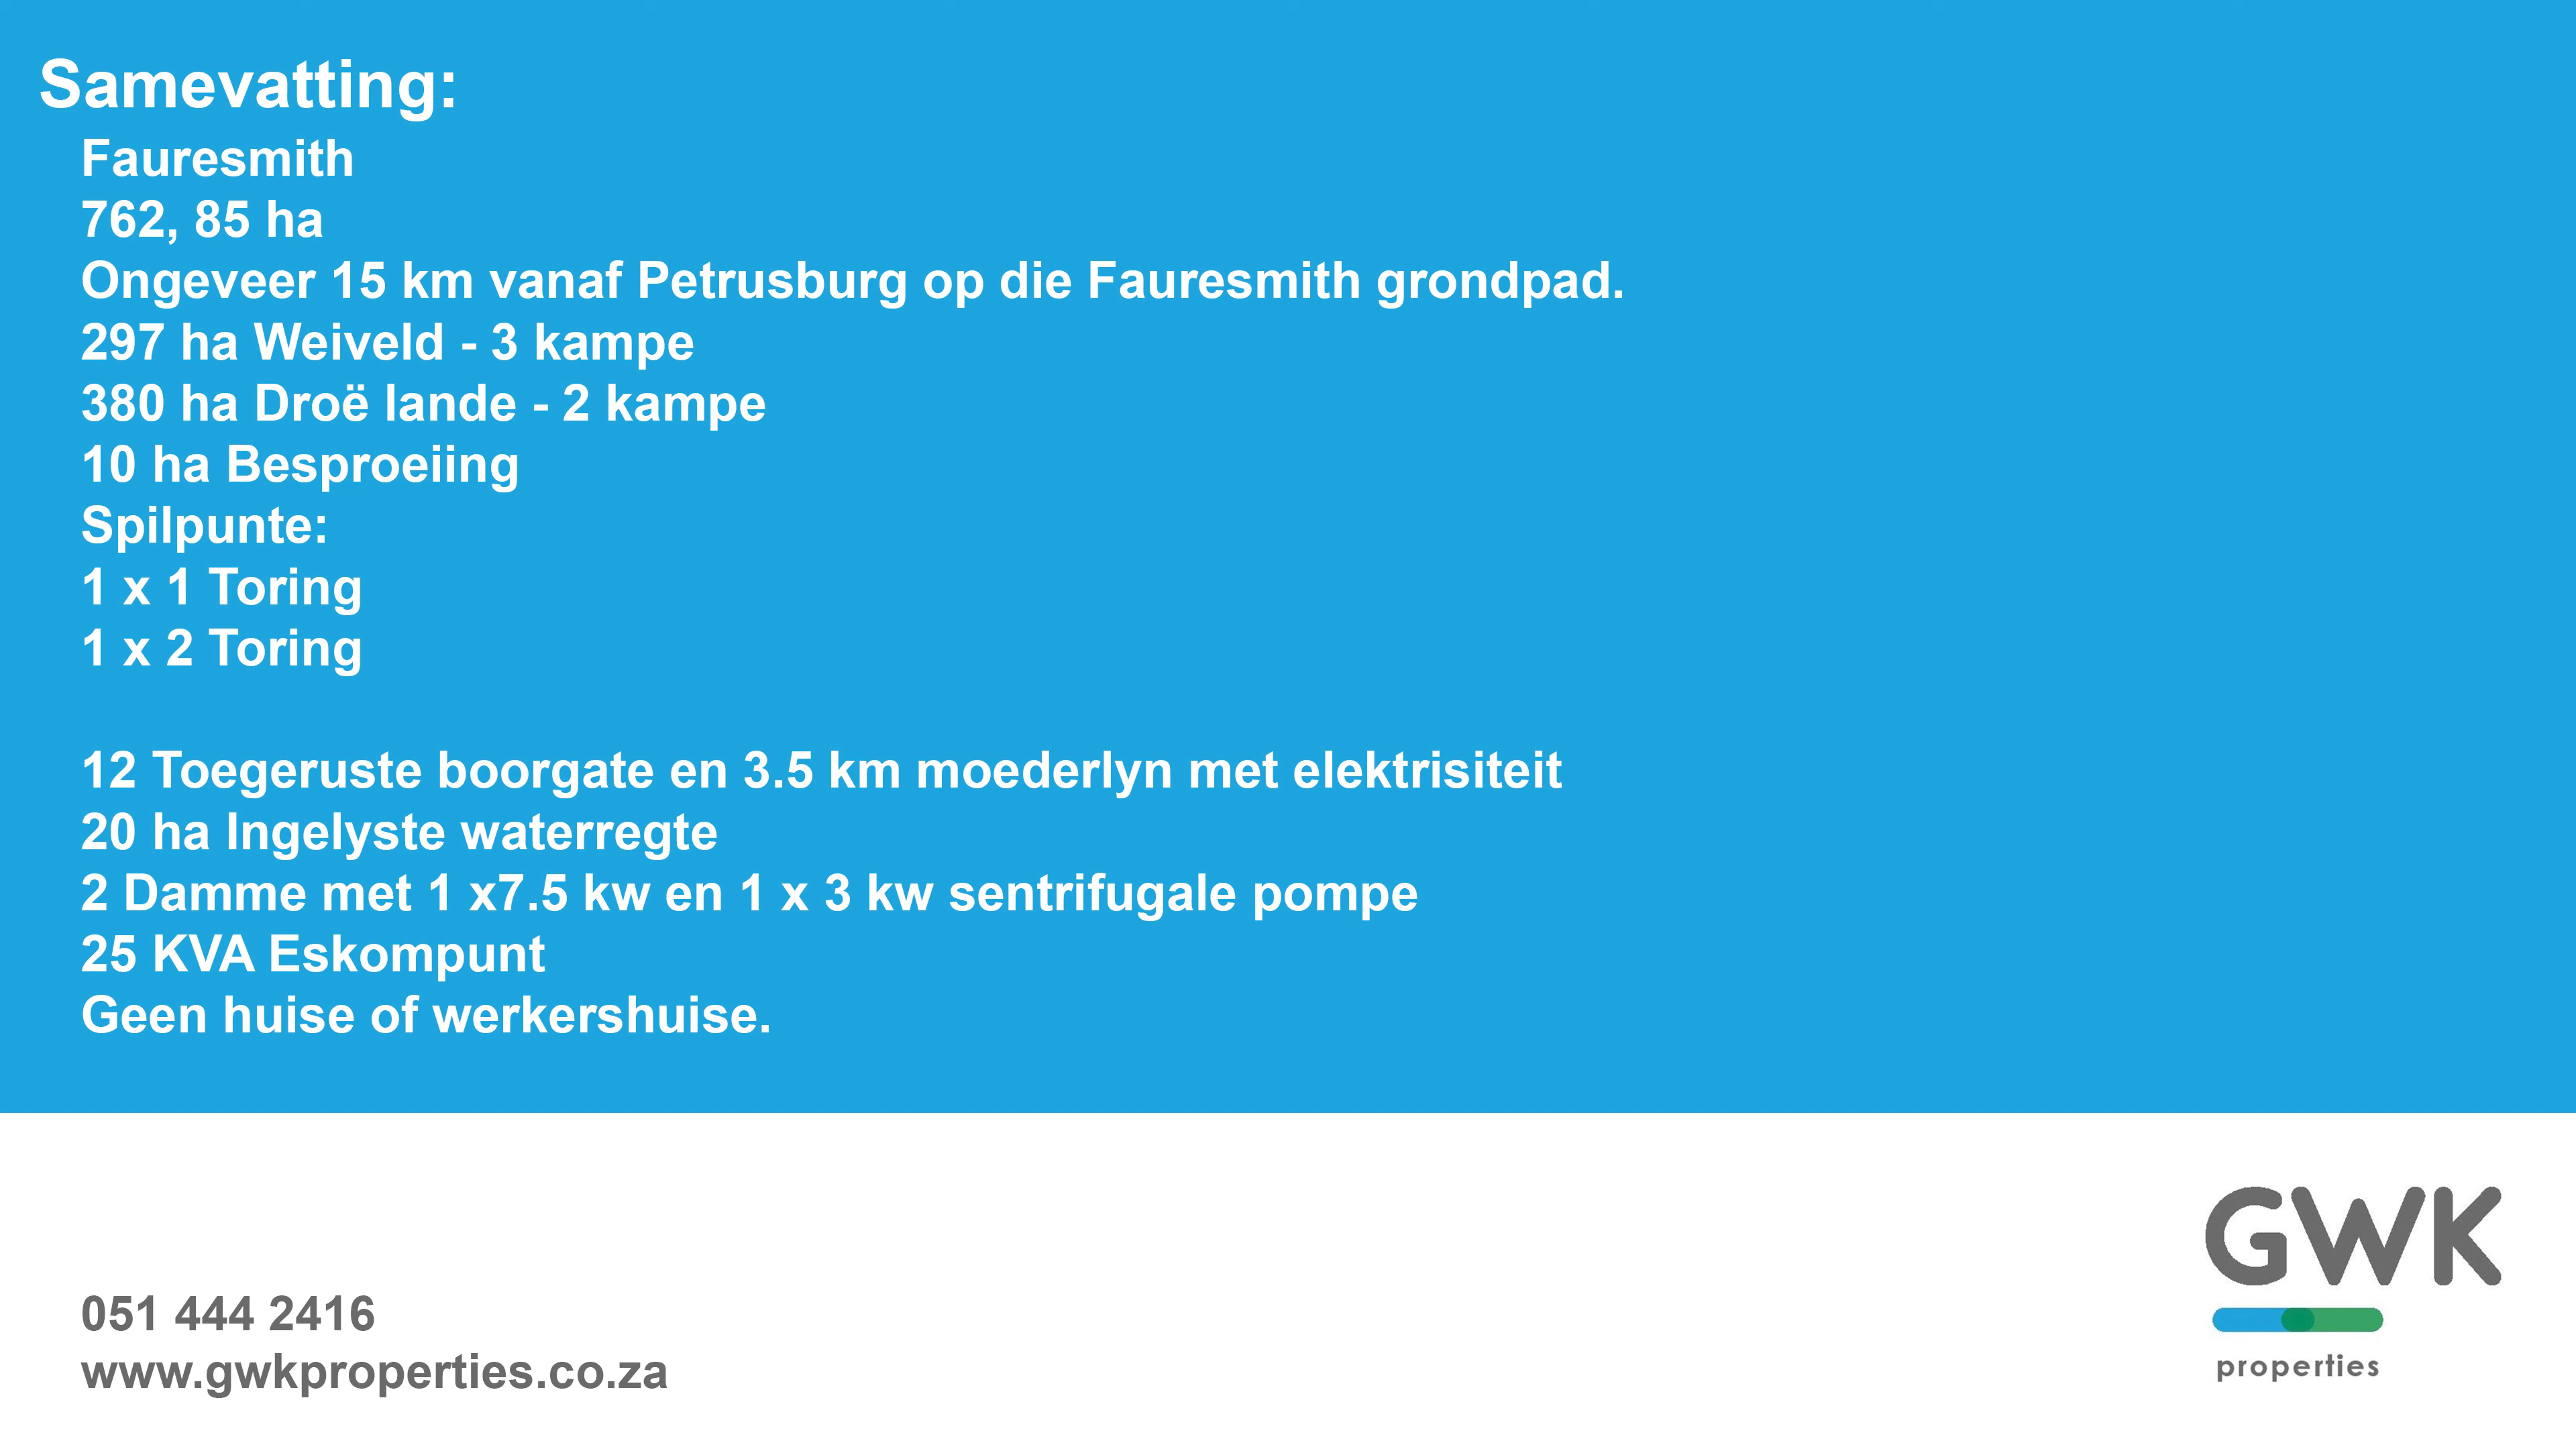 Samevatting:
Fauresmith
762, 85 ha
Ongeveer 15 km vanaf Petrusburg op die Fauresmith grondpad.
297 ha Weiveld - 3 kampe
380 ha Droë lande - 2 kampe
10 ha Besproeiing
Spilpunte:
1 x 1 Toring
1 x 2 Toring
12 Toegeruste boorgate en 3.5 km moederlyn met elektrisiteit
20 ha Ingelyste waterregte
2 Damme met 1 x7.5 kw en 1 x 3 kw sentrifugale pompe
25 KVA Eskompunt
Geen huise of werkershuise.
051 444 2416
www.gwkproperties.co.za
GWK
properties